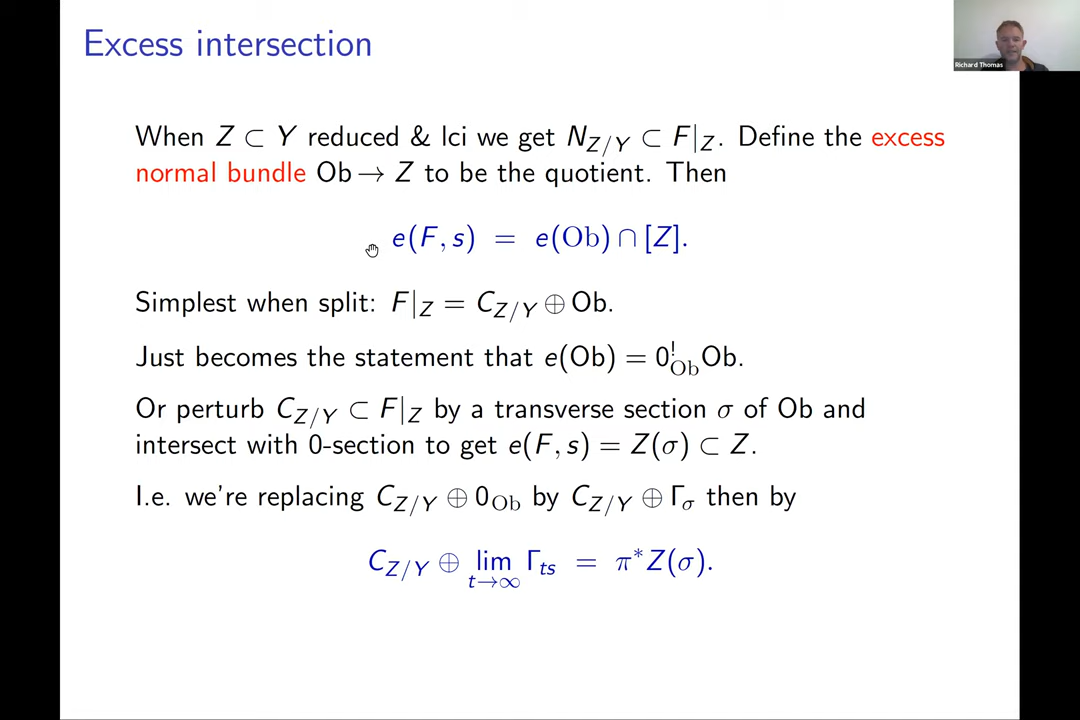 Excess intersection
Richard Thomas
When Z ⊂ Y reduced & lci we get N_{Z/Y} ⊂ F|_Z. Define the excess
normal bundle Ob → Z to be the quotient. Then
e(F, s) = e(Ob) ∩ [Z].
Simplest when split: F|_Z = C_{Z/Y} ⊕ Ob.
Just becomes the statement that e(Ob) = 0^!_{Ob} Ob.
Or perturb C_{Z/Y} ⊂ F|_Z by a transverse section σ of Ob and
intersect with 0-section to get e(F, s) = Z(σ) ⊂ Z.
I.e. we're replacing C_{Z/Y} ⊕ 0_{Ob} by C_{Z/Y} ⊕ Γ_σ then by
C_{Z/Y} ⊕ lim_{t→∞} Γ_{ts} = π*Z(σ).